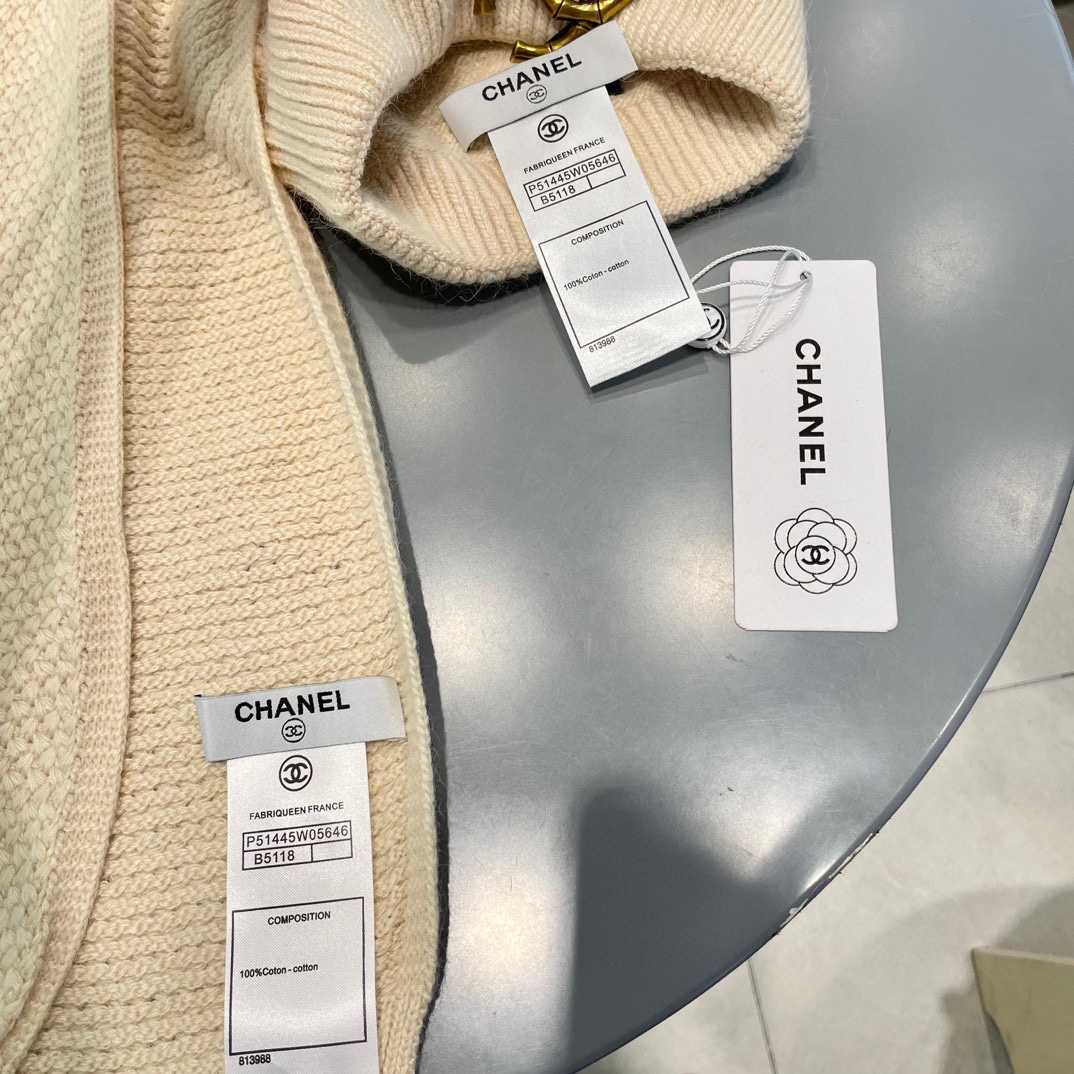 CHANEL
FABRIQUEEN FRANCE
P51445W05646
B5118
COMPOSITION
100%Coton - cotton
813988
CHANEL
CHANEL
FABRIQUEEN FRANCE
P51445W05646
B5118
COMPOSITION
100%Coton - cotton
813988